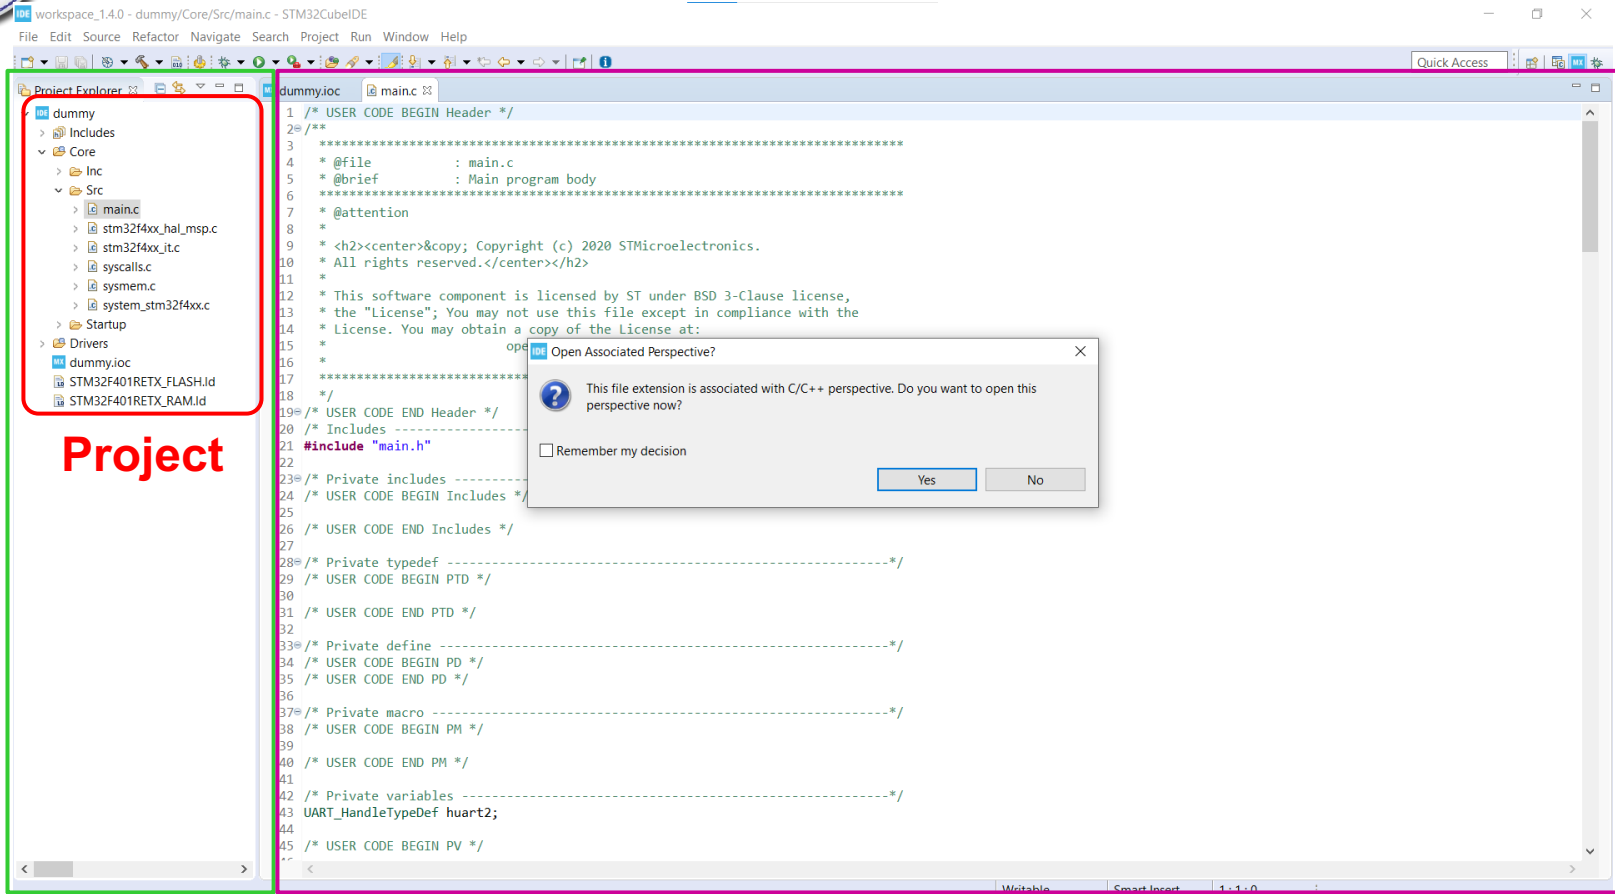 IDE workspace_1.4.0 - dummy/Core/Src/main.c - STM32CubeIDE
File Edit Source Refactor Navigate Search Project Run Window Help
Quick Access
Project Explorer
dummy.ioc
main.c
IDE dummy
Includes
Core
Inc
Src
main.c
stm32f4xx_hal_msp.c
stm32f4xx_it.c
syscalls.c
sysmem.c
system_stm32f4xx.c
Startup
Drivers
MX dummy.ioc
STM32F401RETX_FLASH.ld
STM32F401RETX_RAM.ld
Project
1 /* USER CODE BEGIN Header */
2 /**
3 ******************************************************************************
4 * @file : main.c
5 * @brief : Main program body
6 ******************************************************************************
7 * @attention
8 *
9 * <h2><center>&copy; Copyright (c) 2020 STMicroelectronics.
10 * All rights reserved.</center></h2>
11 *
12 * This software component is licensed by ST under BSD 3-Clause license,
13 * the "License"; You may not use this file except in compliance with the
14 * License. You may obtain a copy of the License at:
15 * ope
16 *
17 ****************************
18 */
19 /* USER CODE END Header */
20 /* Includes ------------------
21 #include "main.h"
22
23 /* Private includes ----------
24 /* USER CODE BEGIN Includes */
25
26 /* USER CODE END Includes */
27
28 /* Private typedef -----------------------------------------------------------*/
29 /* USER CODE BEGIN PTD */
30
31 /* USER CODE END PTD */
32
33 /* Private define ------------------------------------------------------------*/
34 /* USER CODE BEGIN PD */
35 /* USER CODE END PD */
36
37 /* Private macro -------------------------------------------------------------*/
38 /* USER CODE BEGIN PM */
39
40 /* USER CODE END PM */
41
42 /* Private variables ---------------------------------------------------------*/
43 UART_HandleTypeDef huart2;
44
45 /* USER CODE BEGIN PV */
IDE Open Associated Perspective?
This file extension is associated with C/C++ perspective. Do you want to open this
perspective now?
Remember my decision
Yes
No
Writable
Smart Insert
1 : 1 : 0